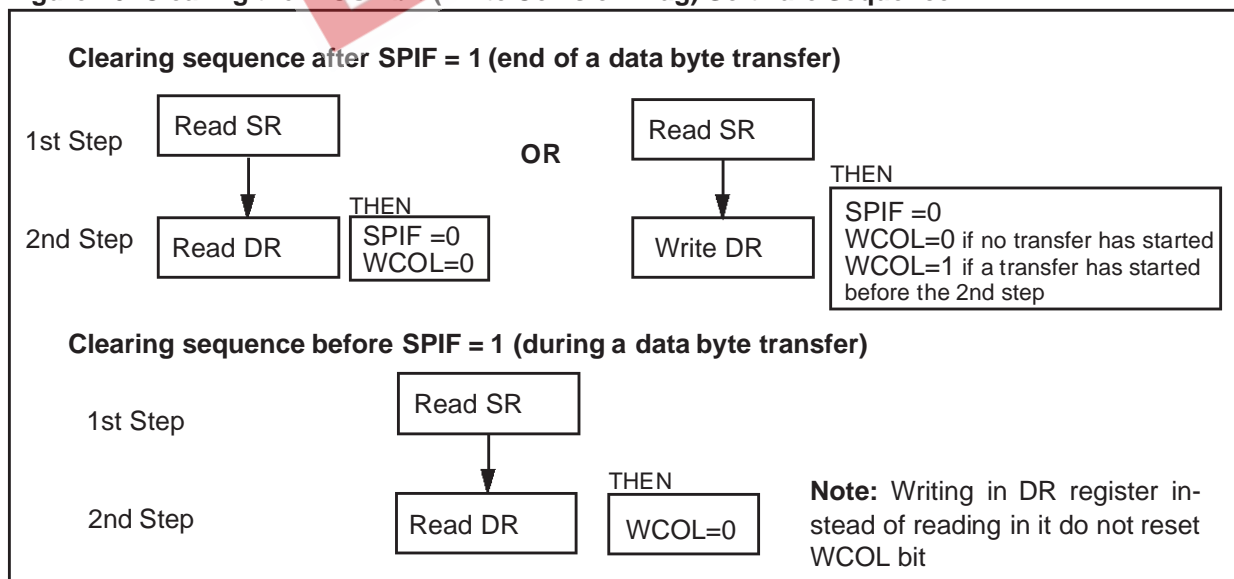 Clearing sequence after SPIF = 1 (end of a data byte transfer)
1st Step
Read SR
OR
Read SR
THEN
2nd Step
Read DR
THEN
SPIF =0
WCOL=0
Write DR
SPIF =0
WCOL=0 if no transfer has started
WCOL=1 if a transfer has started
before the 2nd step
Clearing sequence before SPIF = 1 (during a data byte transfer)
1st Step
Read SR
2nd Step
Read DR
THEN
WCOL=0
Note: Writing in DR register in-
stead of reading in it do not reset
WCOL bit